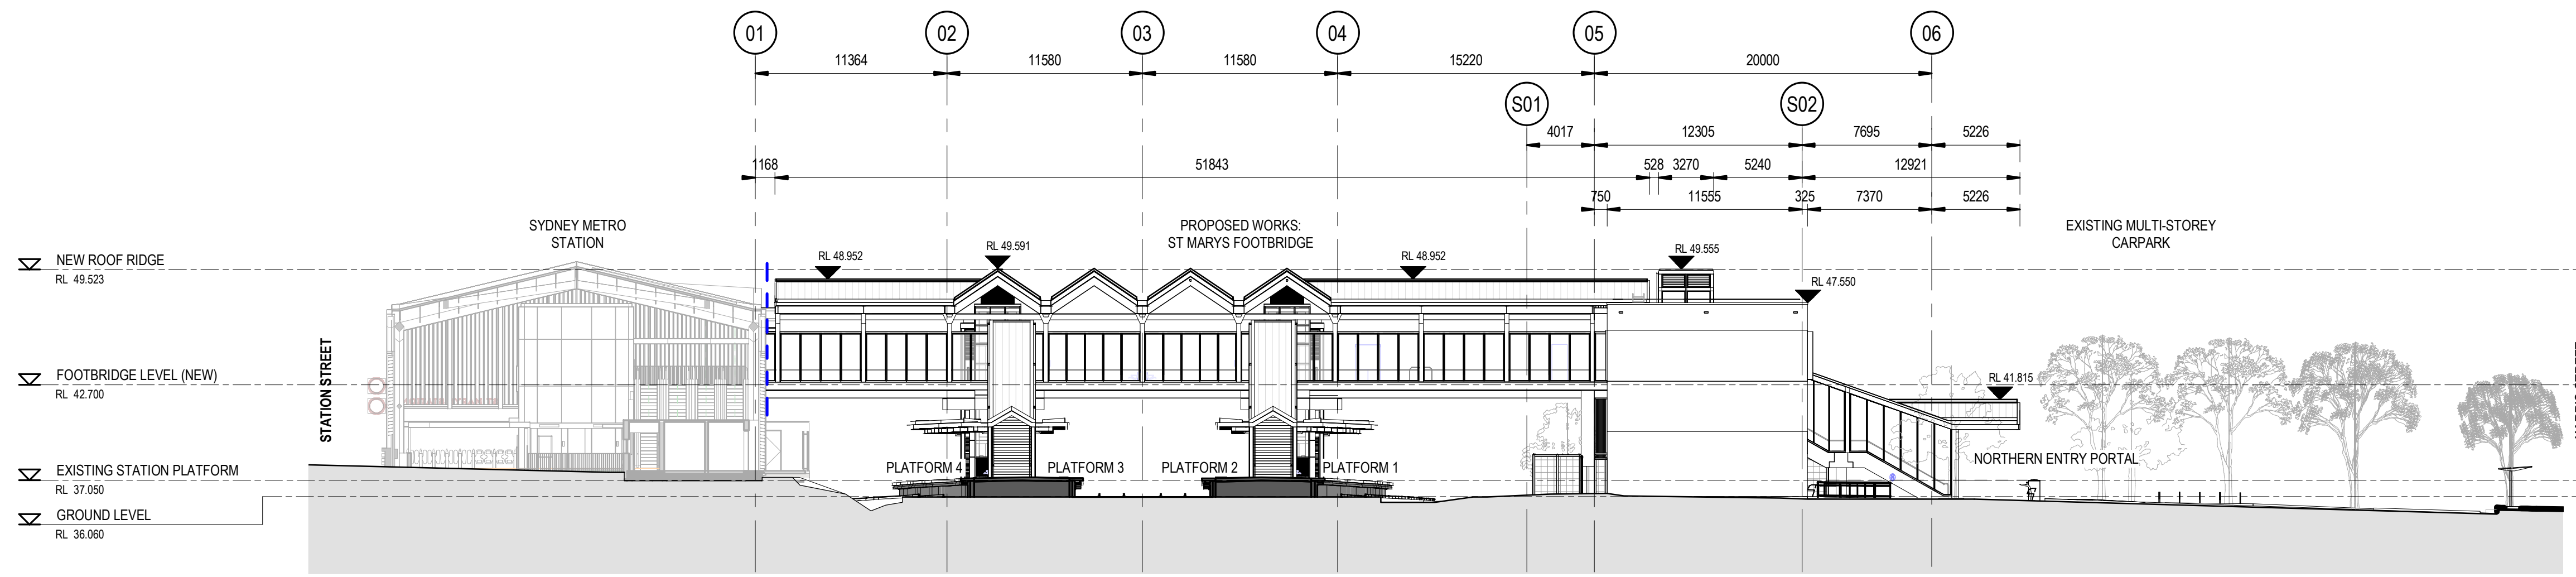 01 02 03 04 05 06
11364 11580 11580 15220 20000
S01 S02
4017 12305 7695 5226
1168 51843 528 3270 5240 12921
750 11555 325 7370 5226
SYDNEY METRO
STATION
PROPOSED WORKS:
ST MARYS FOOTBRIDGE
EXISTING MULTI-STOREY
CARPARK
RL 48.952
RL 49.591
RL 48.952
RL 49.555
RL 47.550
RL 41.815
NEW ROOF RIDGE
RL 49.523
FOOTBRIDGE LEVEL (NEW)
RL 42.700
EXISTING STATION PLATFORM
RL 37.050
GROUND LEVEL
RL 36.060
STATION STREET
PLATFORM 4
PLATFORM 3
PLATFORM 2
PLATFORM 1
NORTHERN ENTRY PORTAL